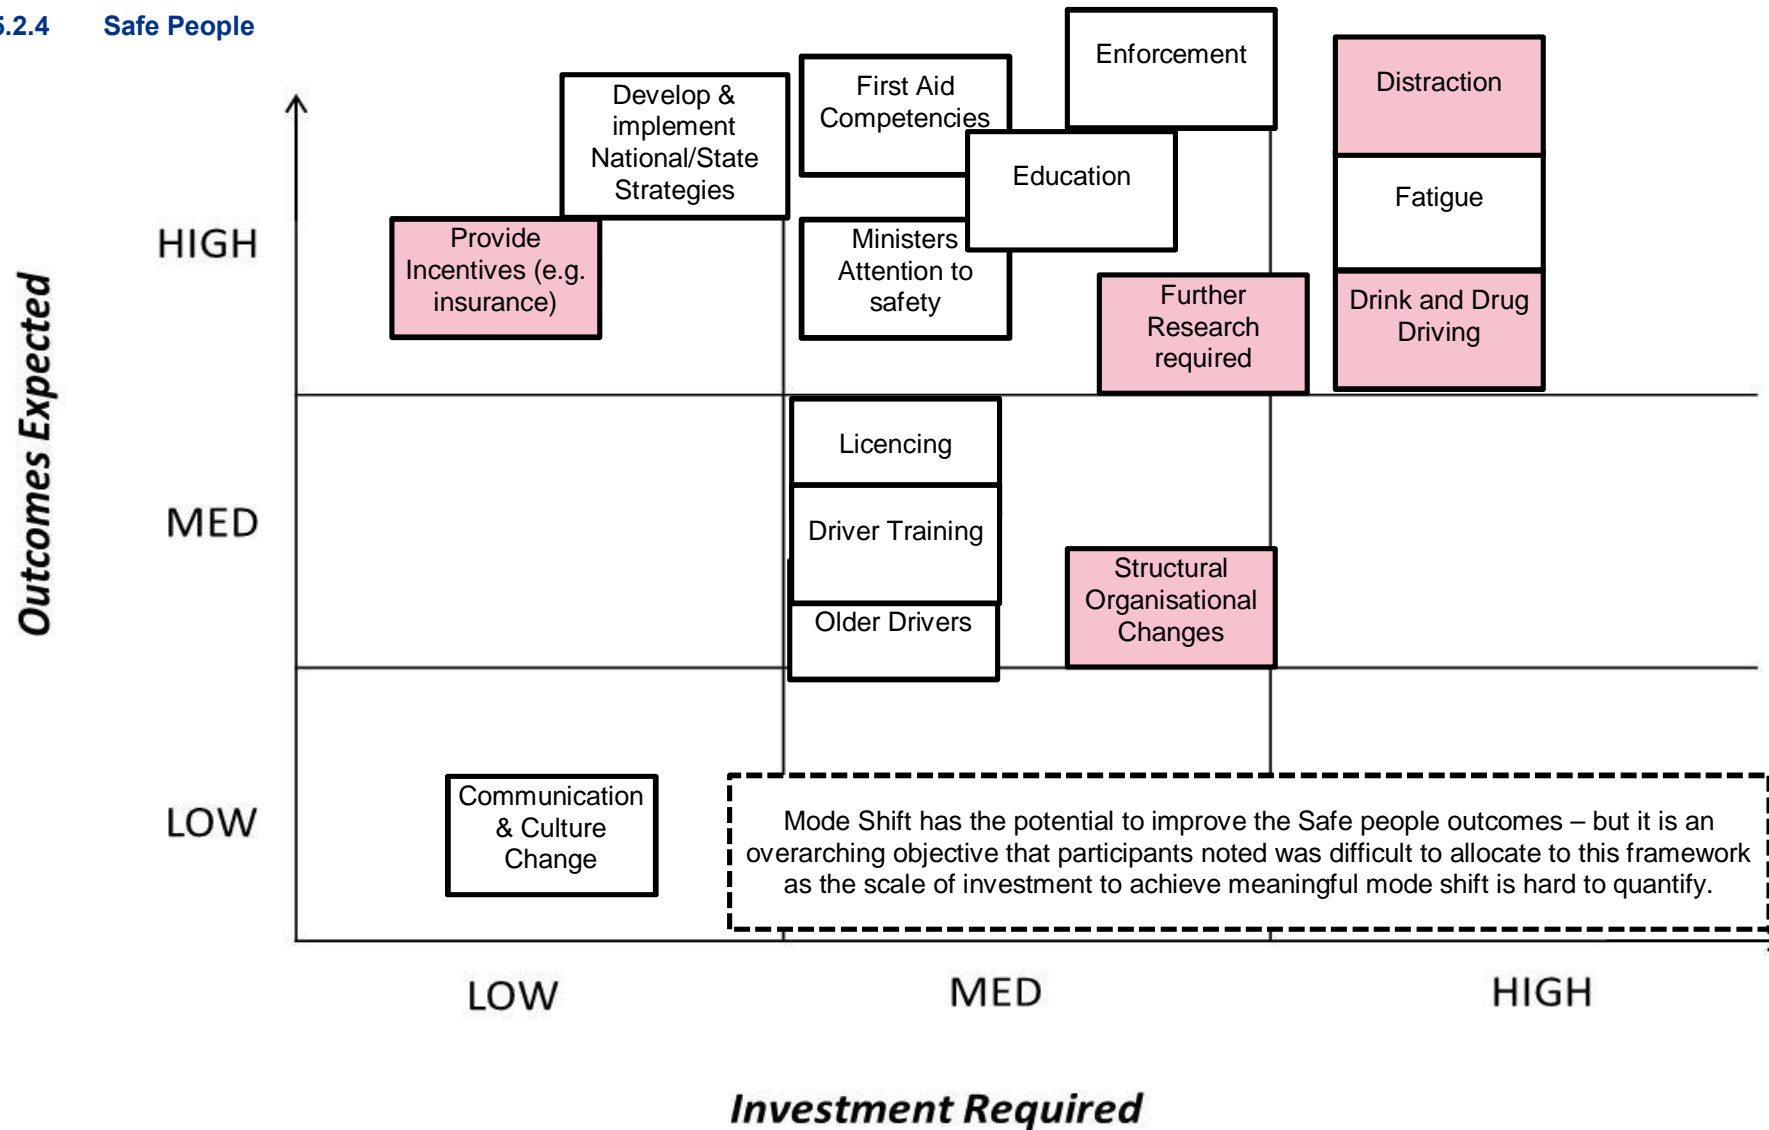 5.2.4 Safe People
Enforcement
Distraction
First Aid
Competencies
Develop &
implement
National/State
Strategies
Education
Fatigue
HIGH
Provide
Incentives (e.g.
insurance)
Ministers
Attention to
safety
Further
Research
required
Drink and Drug
Driving
Outcomes Expected
Licencing
MED
Driver Training
Structural
Organisational
Changes
Older Drivers
LOW
Communication
& Culture
Change
Mode Shift has the potential to improve the Safe people outcomes – but it is an
overarching objective that participants noted was difficult to allocate to this framework
as the scale of investment to achieve meaningful mode shift is hard to quantify.
LOW
MED
HIGH
Investment Required